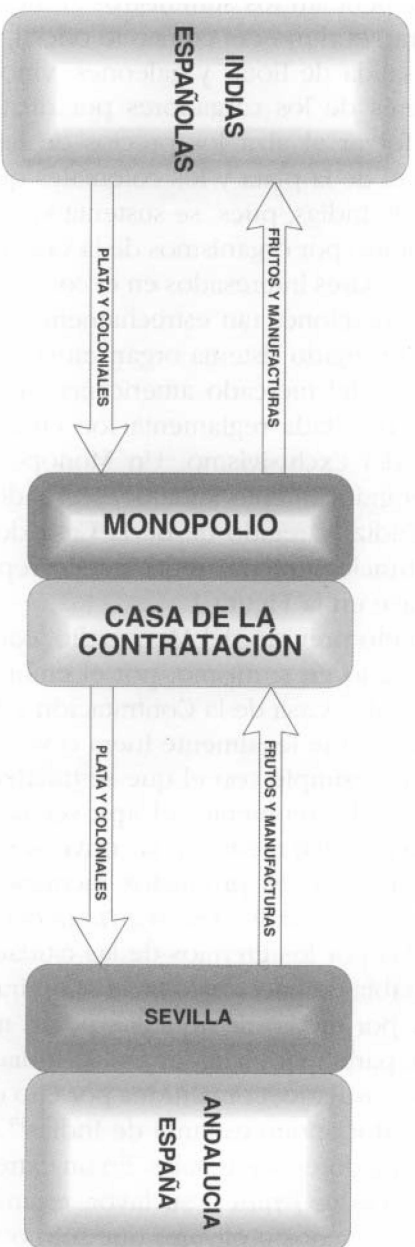 INDIAS
ESPAÑOLAS
PLATA Y COLONIALES
FRUTOS Y MANUFACTURAS
MONOPOLIO
CASA DE LA
CONTRATACIÓN
PLATA Y COLONIALES
FRUTOS Y MANUFACTURAS
SEVILLA
ANDALUCIA
ESPAÑA